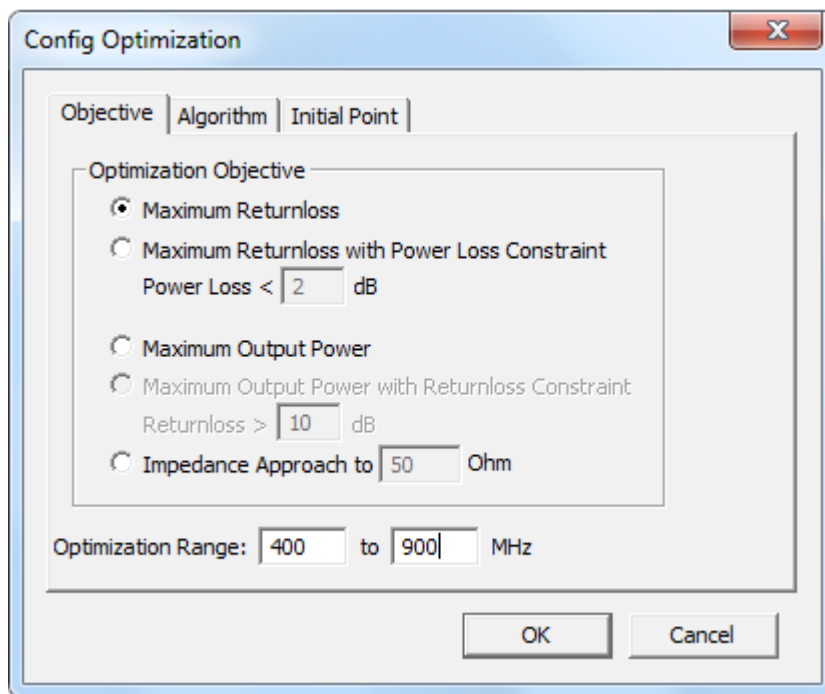 Config Optimization
Objective Algorithm Initial Point
Optimization Objective
Maximum Returnloss
Maximum Returnloss with Power Loss Constraint
Power Loss < 2 dB
Maximum Output Power
Maximum Output Power with Returnloss Constraint
Returnloss > 10 dB
Impedance Approach to 50 Ohm
Optimization Range: 400 to 900 MHz
OK Cancel